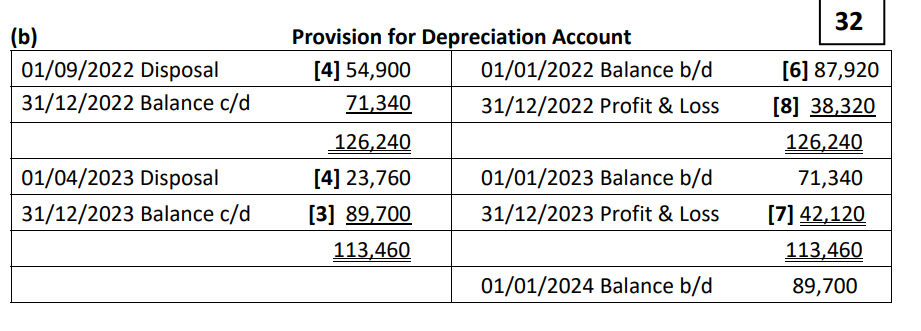 32
(b) Provision for Depreciation Account
01/09/2022 Disposal [4] 54,900 01/01/2022 Balance b/d [6] 87,920
31/12/2022 Balance c/d 71,340 31/12/2022 Profit & Loss [8] 38,320
126,240 126,240
01/04/2023 Disposal [4] 23,760 01/01/2023 Balance b/d 71,340
31/12/2023 Balance c/d [3] 89,700 31/12/2023 Profit & Loss [7] 42,120
113,460 113,460
01/01/2024 Balance b/d 89,700